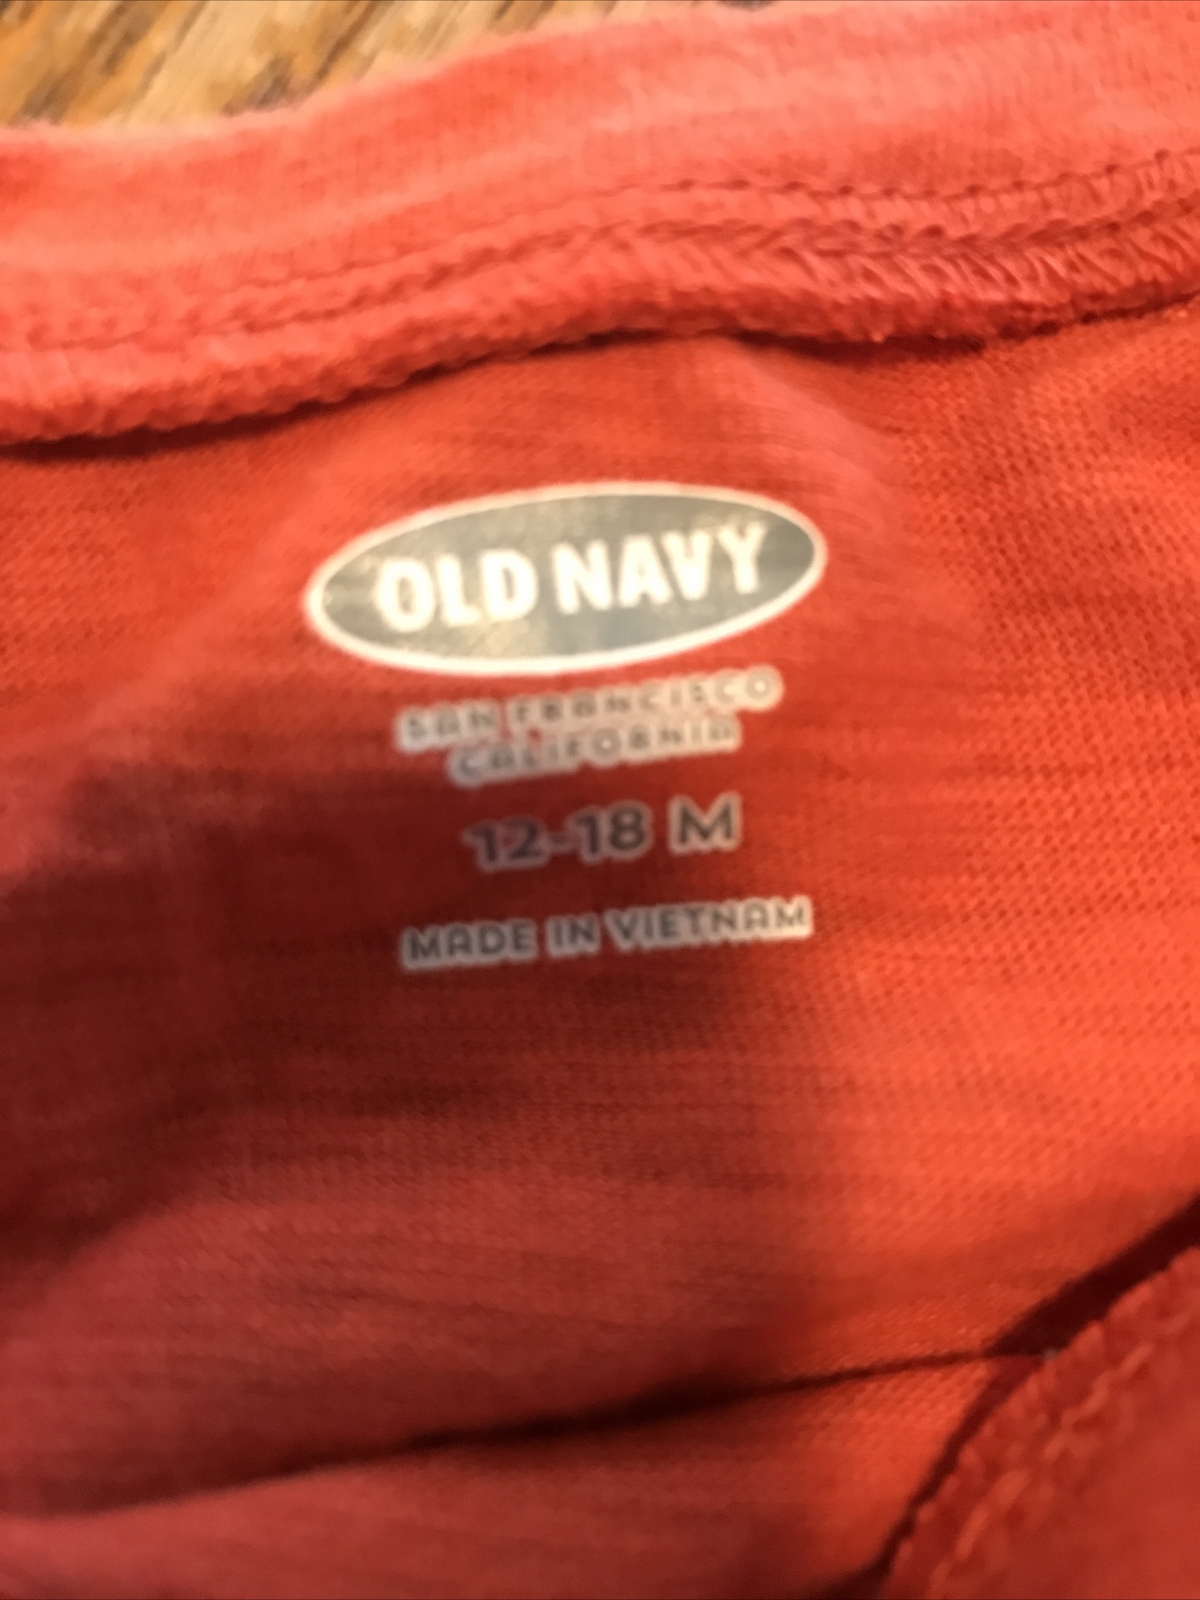 OLD NAVY
SAN FRANCISCO
CALIFORNIA
12-18 M
MADE IN VIETNAM